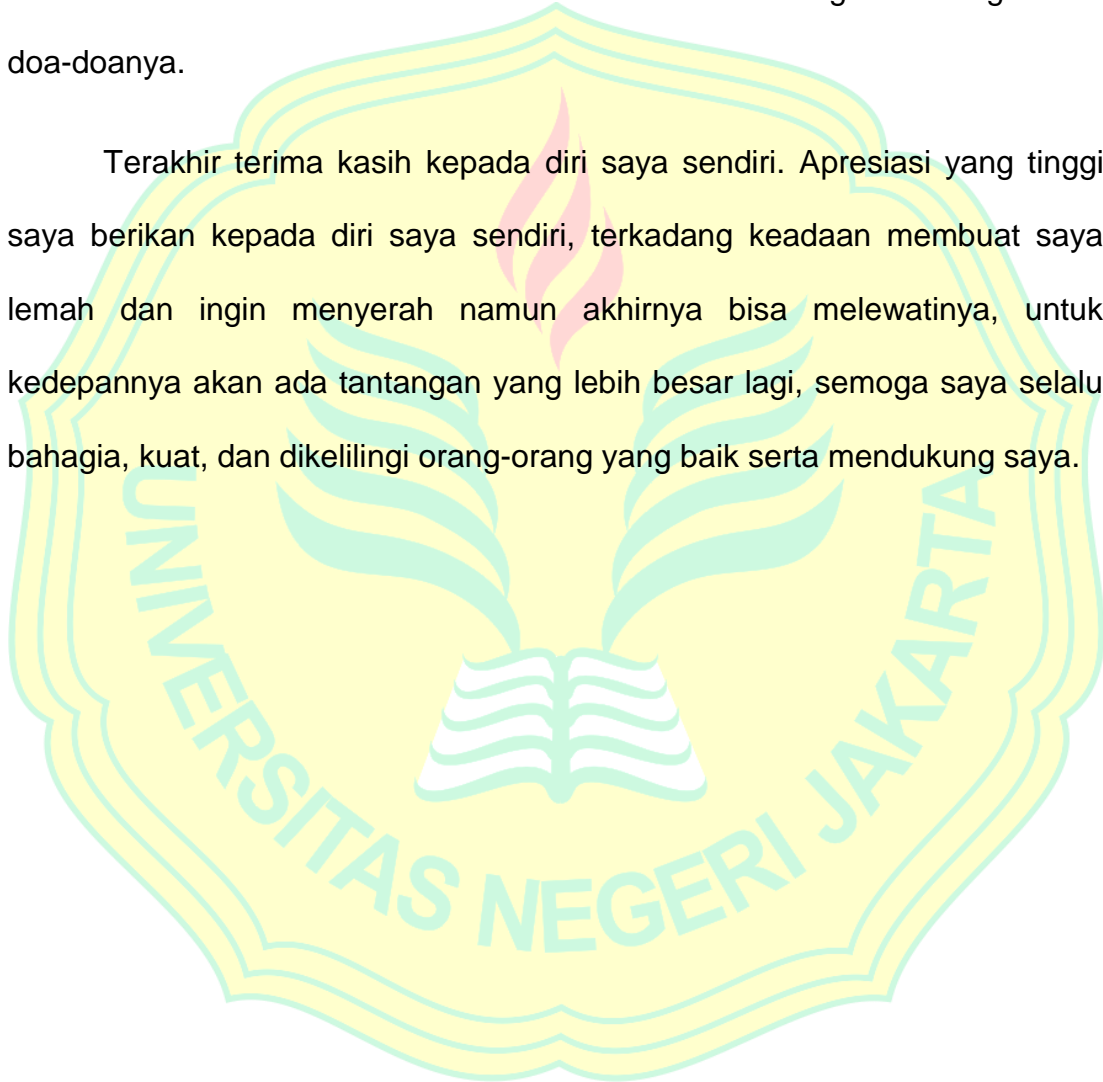 doa-doanya.
Terakhir terima kasih kepada diri saya sendiri. Apresiasi yang tinggi
saya berikan kepada diri saya sendiri, terkadang keadaan membuat saya
lemah dan ingin menyerah namun akhirnya bisa melewatinya, untuk
kedepannya akan ada tantangan yang lebih besar lagi, semoga saya selalu
bahagia, kuat, dan dikelilingi orang-orang yang baik serta mendukung saya.
UNIVERSITAS NEGERI JAKARTA